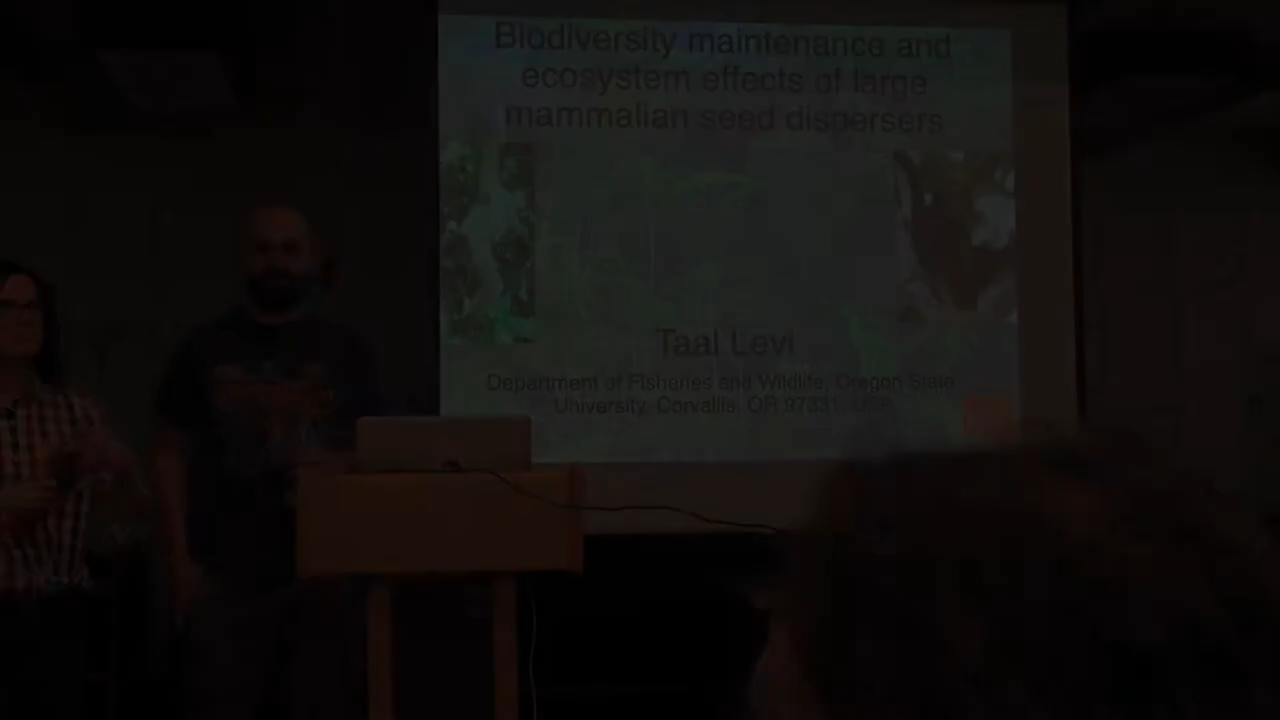 Biodiversity maintenance and
ecosystem effects of large
mammalian seed dispersers
Taal Levi
Department of Fisheries and Wildlife, Oregon State
University, Corvallis, OR 97331, USA